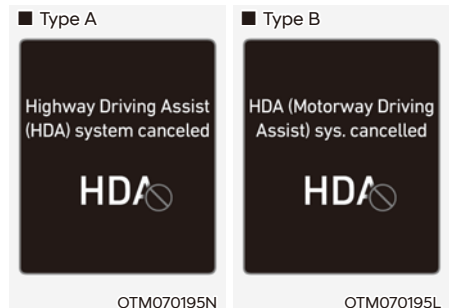 ■ Type A
Highway Driving Assist
(HDA) system canceled
HDA
OTM070195N
■ Type B
HDA (Motorway Driving
Assist) sys. cancelled
HDA
OTM070195L